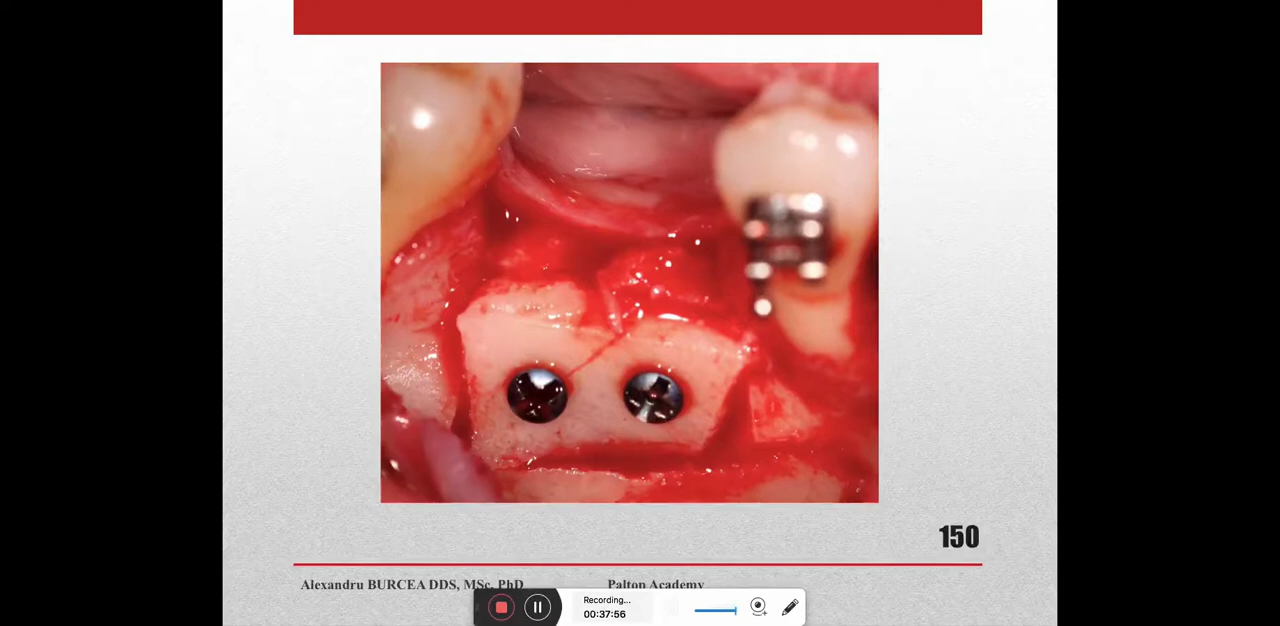 150
Alexandru BURCEA DDS, MSc, PhD
Palton Academy
Recording...
00:37:56